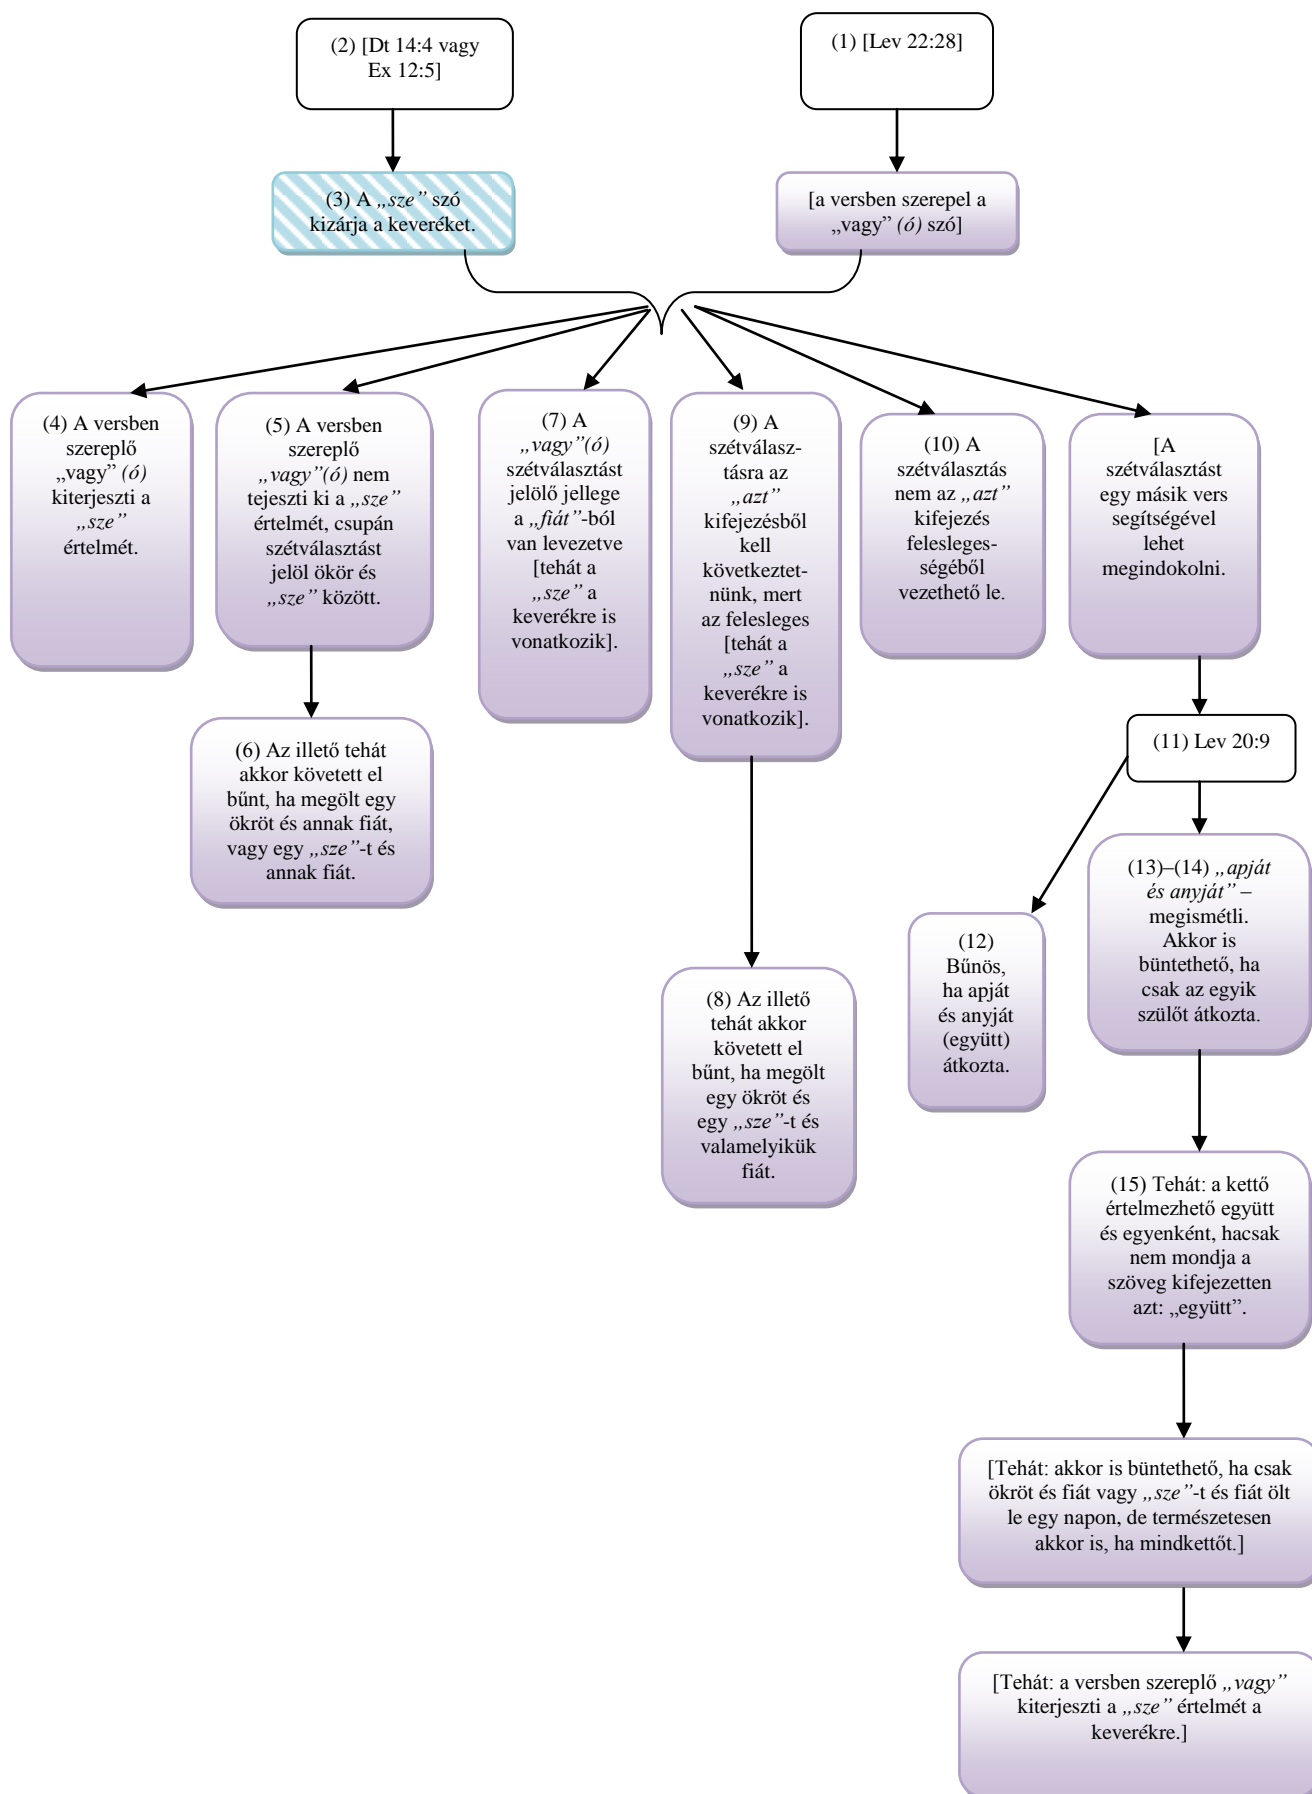 (2) [Dt 14:4 vagy
Ex 12:5]
(1) [Lev 22:28]
(3) A „sze” szó
kizárja a keveréket.
[a versben szerepel a
„vagy” (ó) szó]
(4) A versben
szereplő
„vagy” (ó)
kiterjeszti a
„sze”
értelmét.
(5) A versben
szereplő
„vagy”(ó) nem
tejeszti ki a „sze”
értelmét, csupán
szétválasztást
jelöl ökör és
„sze” között.
(7) A
„vagy”(ó)
szétválasztást
jelölő jellege
a „fiát”-ból
van levezetve
[tehát a
„sze” a
keverékre is
vonatkozik].
(9) A
szétválasz-
tásra az
„azt”
kifejezésből
kell
következtet-
nünk, mert
az felesleges
[tehát a
„sze” a
keverékre is
vonatkozik].
(10) A
szétválasztás
nem az „azt”
kifejezés
felesleges-
ségéből
vezethető le.
[A
szétválasztást
egy másik vers
segítségével
lehet
megindokolni.
(6) Az illető tehát
akkor követett el
bűnt, ha megölt egy
ökröt és annak fiát,
vagy egy „sze”-t és
annak fiát.
(11) Lev 20:9
(8) Az illető
tehát akkor
követett el
bűnt, ha megölt
egy ökröt és
egy „sze”-t és
valamelyikük
fiát.
(12)
Bűnös,
ha apját
és anyját
(együtt)
átkozta.
(13)–(14) „apját
és anyját” –
megismétli.
Akkor is
büntethető, ha
csak az egyik
szülőt átkozta.
(15) Tehát: a kettő
értelmezhető együtt
és egyenként, hacsak
nem mondja a
szöveg kifejezetten
azt: „együtt”.
[Tehát: akkor is büntethető, ha csak
ökröt és fiát vagy „sze”-t és fiát ölt
le egy napon, de természetesen
akkor is, ha mindkettőt.]
[Tehát: a versben szereplő „vagy”
kiterjeszti a „sze” értelmét a
keverékre.]